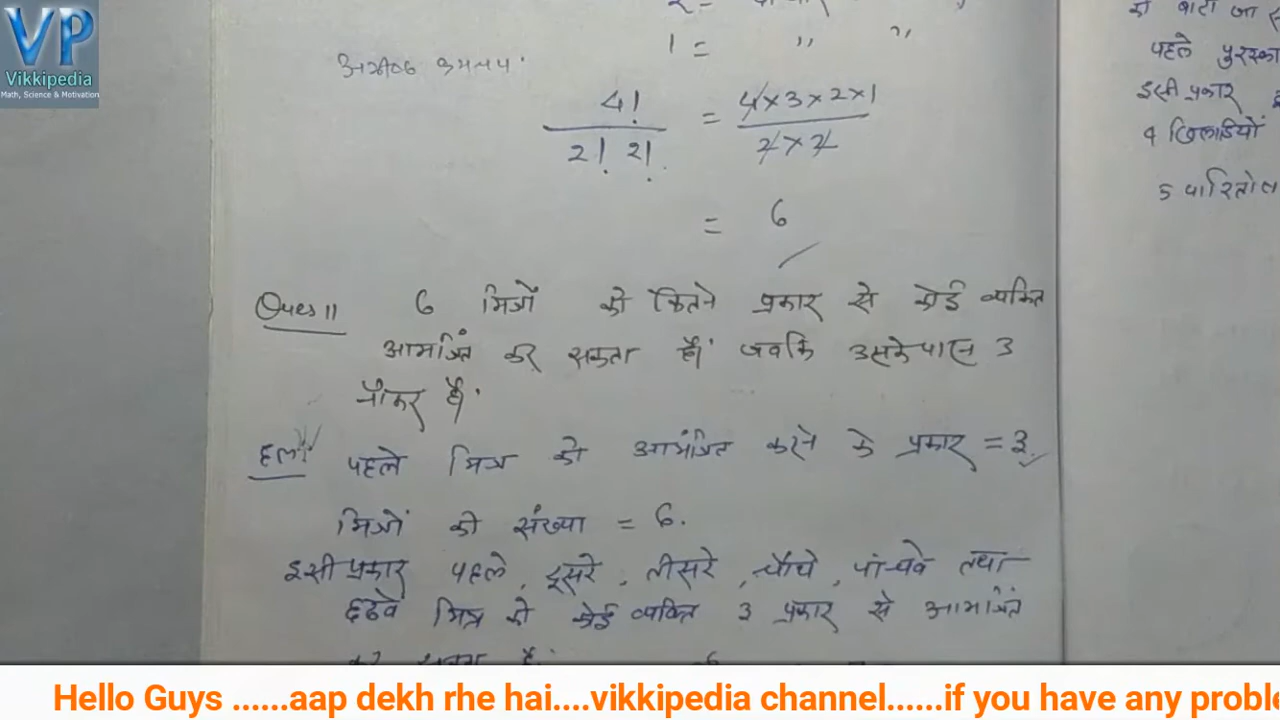 VP
Vikkipedia
Math, Science & Motivation
1 = " "
अभीष्ट क्रमचय
4! / 2! 2! = 4×3×2×1 / 2×2
= 6
Ques 11 6 मित्रों को कितने प्रकार से कोई व्यक्ति
आमंत्रित कर सकता है। जबकि उसके पास 3
नौकर है।
हल: पहले मित्र को आमंत्रित करने के प्रकार = 3
मित्रों की संख्या = 6.
इसी प्रकार पहले, दूसरे, तीसरे, चौथे, पांचवे तथा
छठवे मित्र को कोई व्यक्ति 3 प्रकार से आमंत्रित
पहले
इसी प्रकार
9 खिलाडियों
5
Hello Guys ......aap dekh rhe hai....vikkipedia channel......if you have any proble